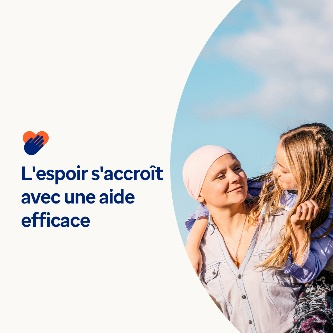 L'espoir s'accroît
avec une aide
efficace